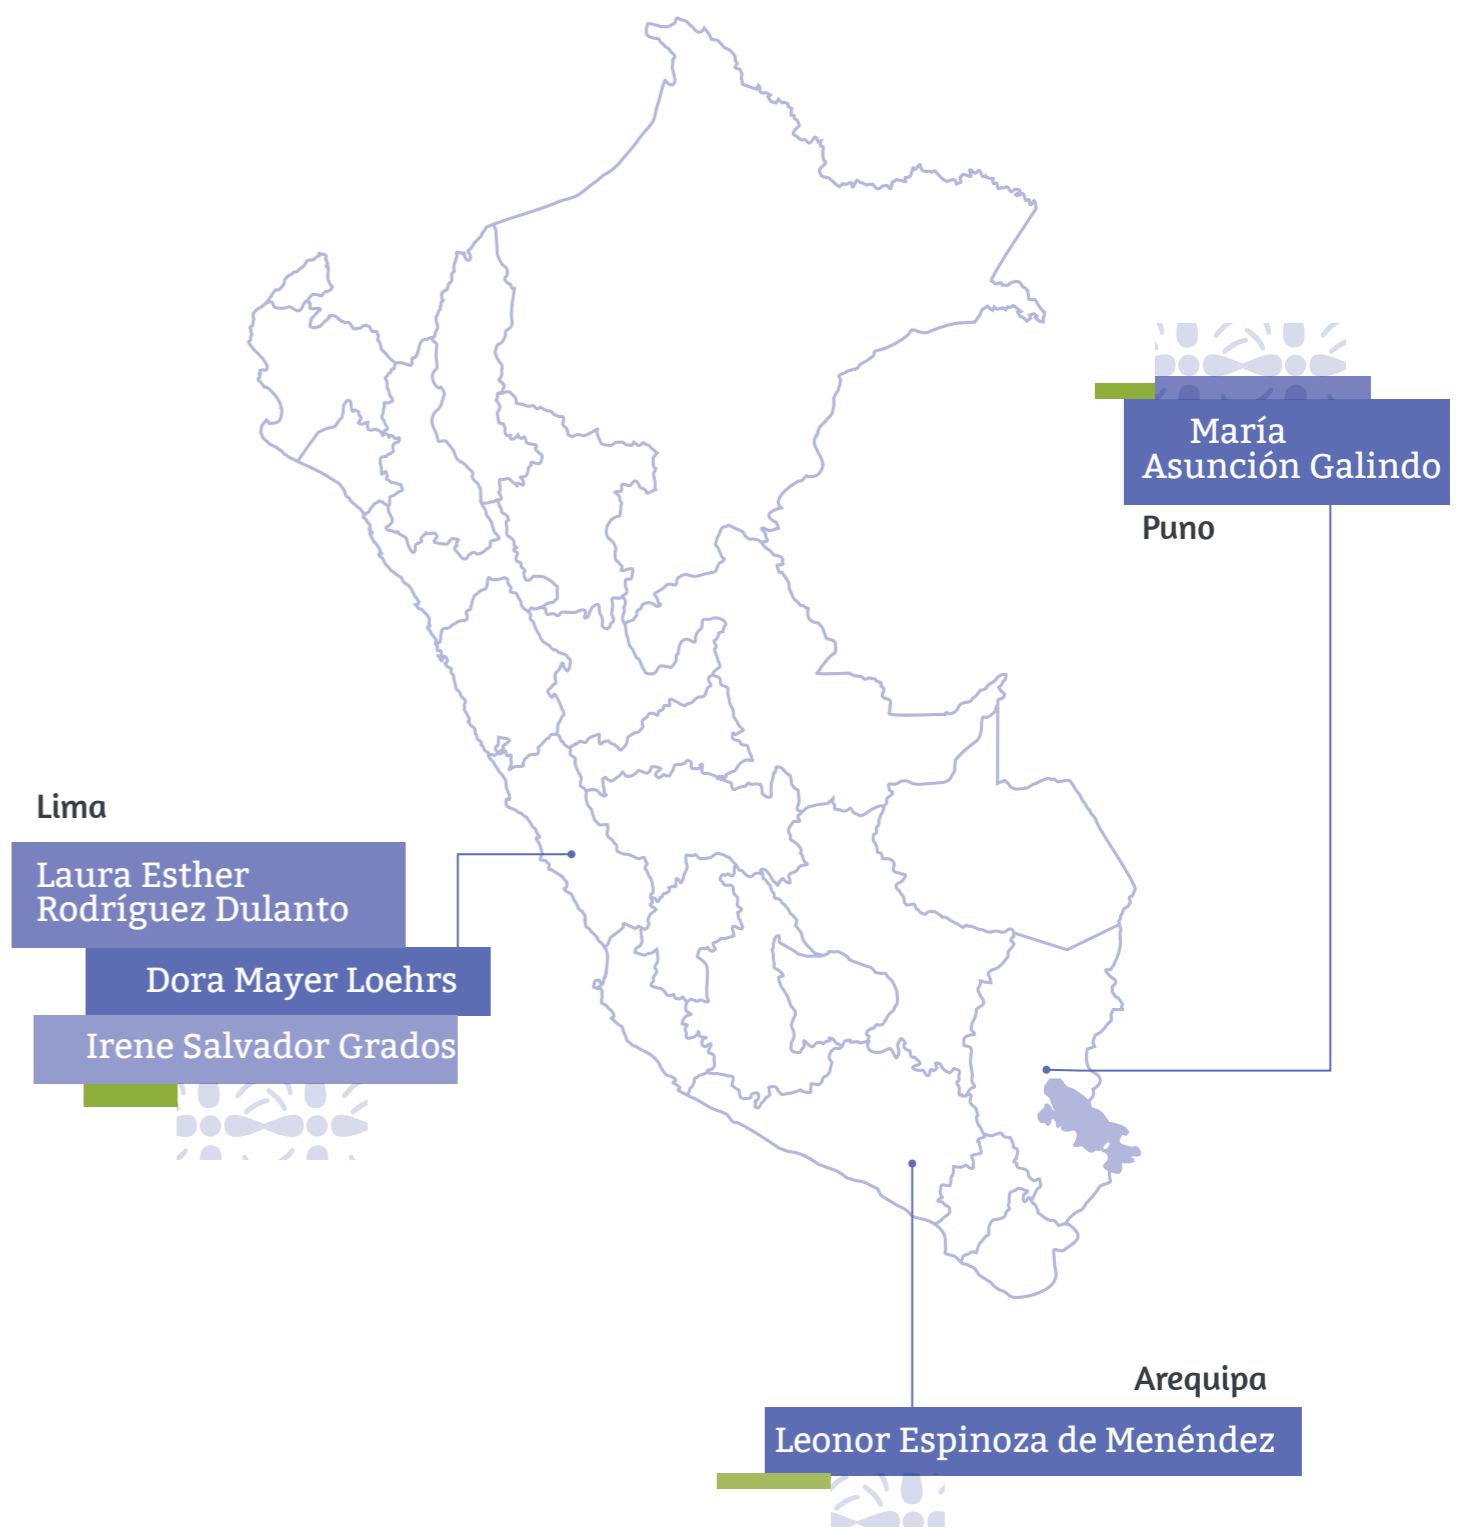 María
Asunción Galindo
Puno
Lima
Laura Esther
Rodríguez Dulanto
Dora Mayer Loehrs
Irene Salvador Grados
Arequipa
Leonor Espinoza de Menéndez